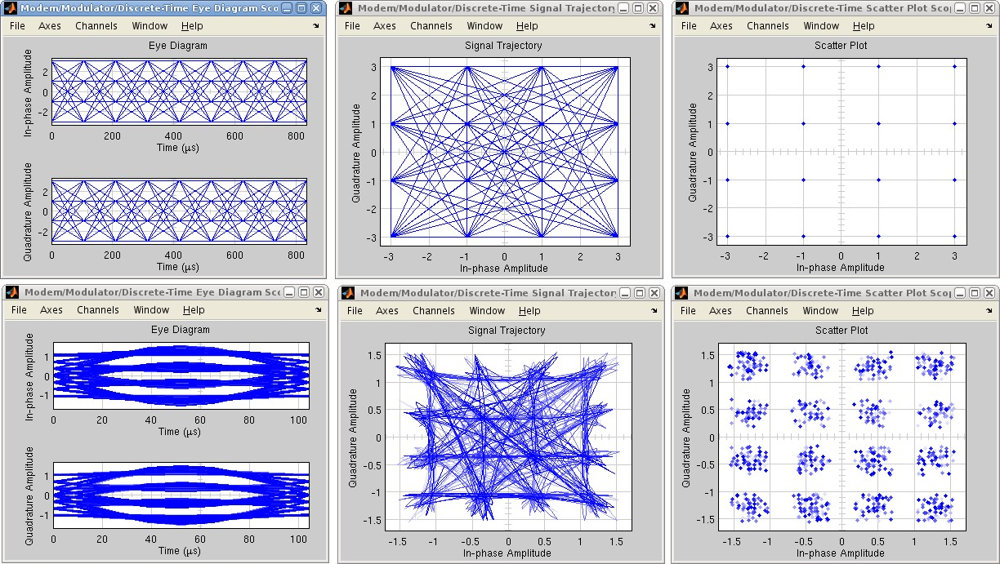 Modem/Modulator/Discrete-Time Eye Diagram Sco
File Axes Channels Window Help
Eye Diagram
In-phase Amplitude
2
0
-2
0 200 400 600 800
Time (μs)
Quadrature Amplitude
2
0
-2
0 200 400 600 800
Time (μs)
Modem/Modulator/Discrete-Time Signal Trajectory
File Axes Channels Window Help
Signal Trajectory
Quadrature Amplitude
3
2
1
0
-1
-2
-3
-3 -2 -1 0 1 2 3
In-phase Amplitude
Modem/Modulator/Discrete-Time Scatter Plot Scop
File Axes Channels Window Help
Scatter Plot
Quadrature Amplitude
3
2
1
0
-1
-2
-3
-3 -2 -1 0 1 2 3
In-phase Amplitude
Modem/Modulator/Discrete-Time Eye Diagram Sco
File Axes Channels Window Help
Eye Diagram
In-phase Amplitude
1
0
-1
0 20 40 60 80 100
Time (μs)
Quadrature Amplitude
1
0
-1
0 20 40 60 80 100
Time (μs)
Modem/Modulator/Discrete-Time Signal Trajectory
File Axes Channels Window Help
Signal Trajectory
Quadrature Amplitude
1.5
1
0.5
0
-0.5
-1
-1.5
-1.5 -1 -0.5 0 0.5 1 1.5
In-phase Amplitude
Modem/Modulator/Discrete-Time Scatter Plot Scop
File Axes Channels Window Help
Scatter Plot
Quadrature Amplitude
1.5
1
0.5
0
-0.5
-1
-1.5
-1.5 -1 -0.5 0 0.5 1 1.5
In-phase Amplitude